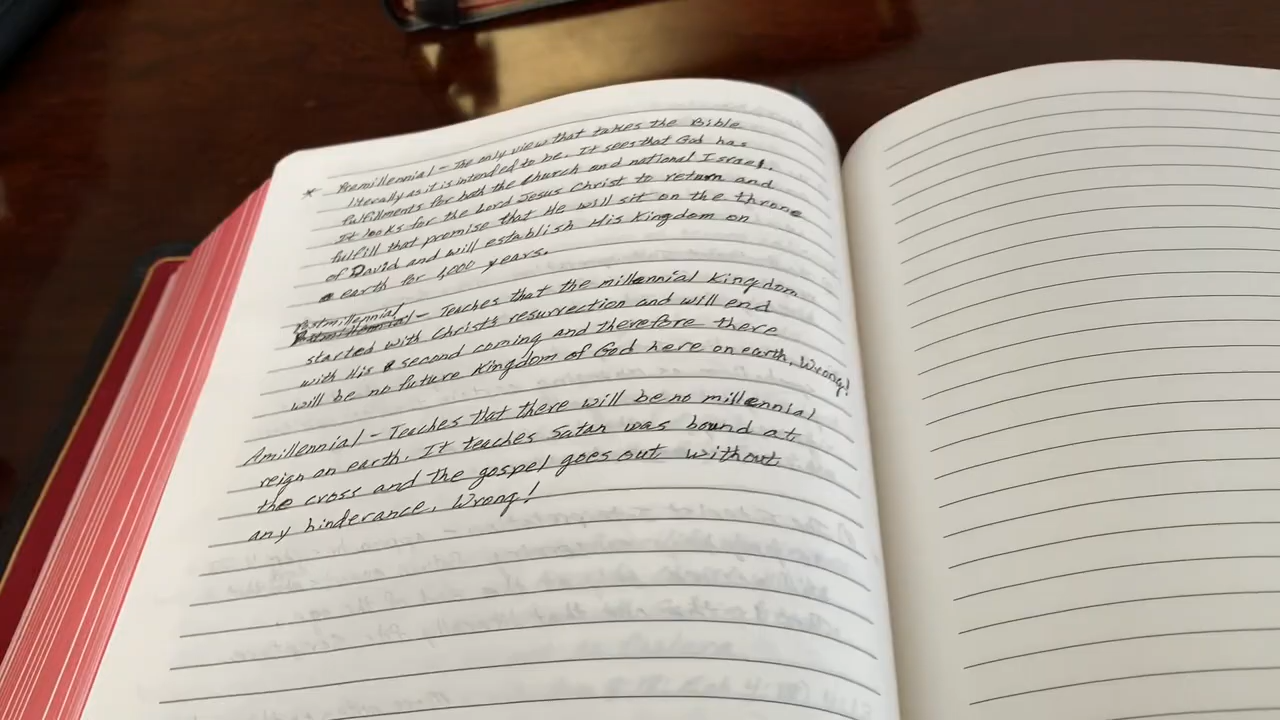 * Premillennial - The only view that takes the Bible
literally as it is intended to be. It sees that God has
fulfillments for both the Church and national Israel.
It looks for the Lord Jesus Christ to return and
fulfill that promise that He will sit on the throne
of David and will establish His Kingdom on
earth for 1,000 years.
Postmillennial
- Teaches that the millennial Kingdom
started with Christ's resurrection and will end
with His second coming and therefore there
will be no future Kingdom of God here on earth, Wrong!
Amillennial - Teaches that there will be no millennial
reign on earth. It teaches Satan was bound at
the cross and the gospel goes out without
any hinderance. Wrong!